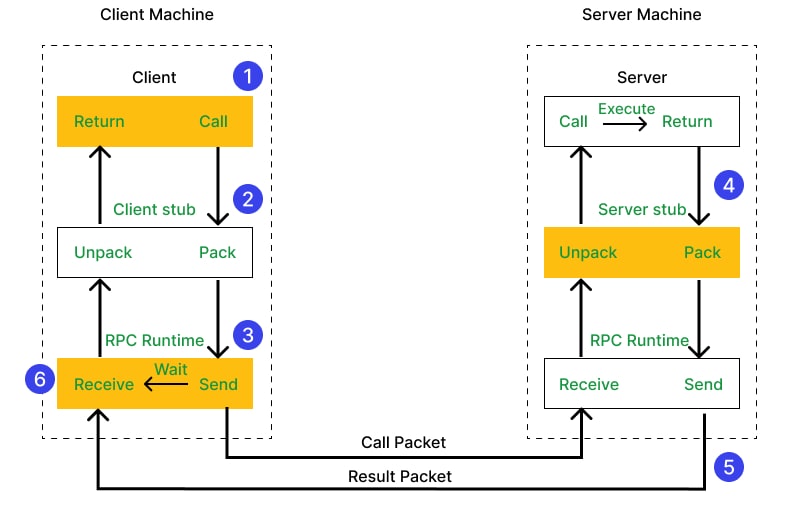 Client Machine
Server Machine
Client
1
Return
Call
2
Client stub
Unpack
Pack
RPC Runtime
3
6
Receive
Wait
Send
Server
Call
Execute
Return
4
Server stub
Unpack
Pack
RPC Runtime
Receive
Send
Call Packet
Result Packet
5